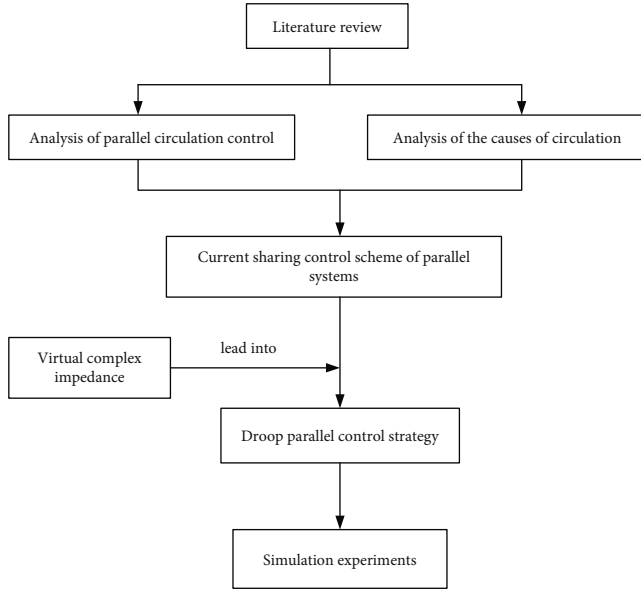 Literature review
Analysis of parallel circulation control
Analysis of the causes of circulation
Current sharing control scheme of parallel
systems
Virtual complex
impedance
lead into
Droop parallel control strategy
Simulation experiments